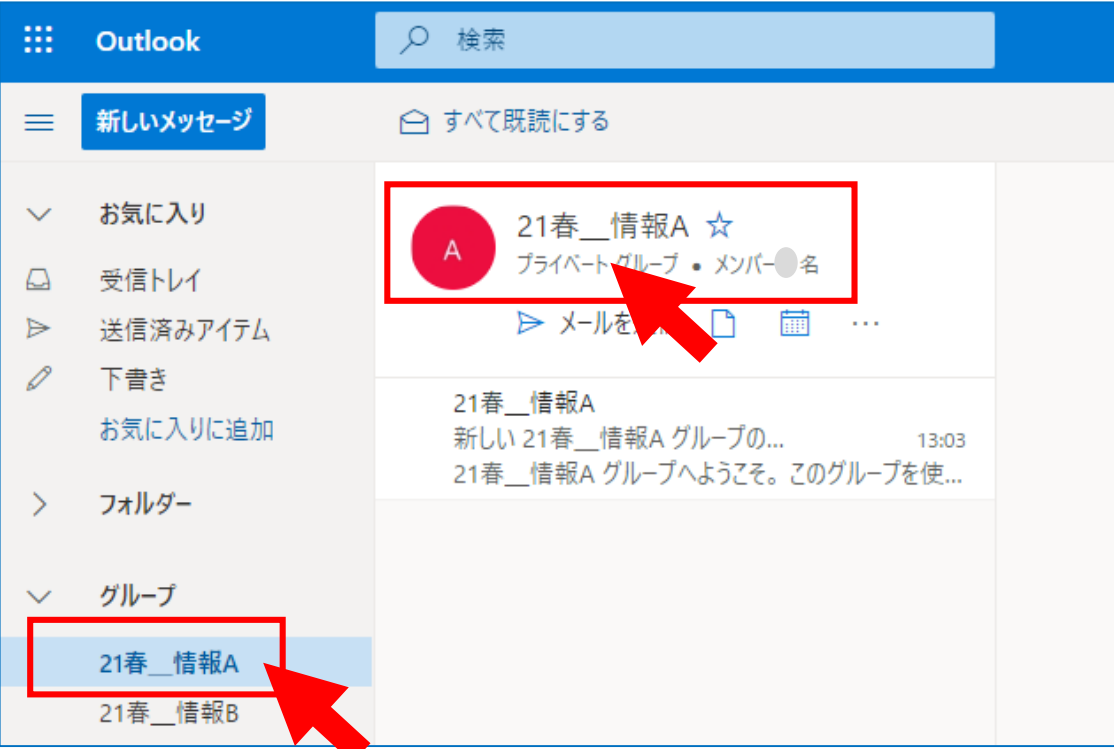 Outlook
検索
新しいメッセージ
すべて既読にする
お気に入り
受信トレイ
送信済みアイテム
下書き
お気に入りに追加
フォルダー
グループ
21春__情報A
21春__情報B
A
21春__情報A
プライベート グループ • メンバー 名
メールを
21春__情報A
新しい 21春__情報A グループの...
13:03
21春__情報A グループへようこそ。このグループを使...